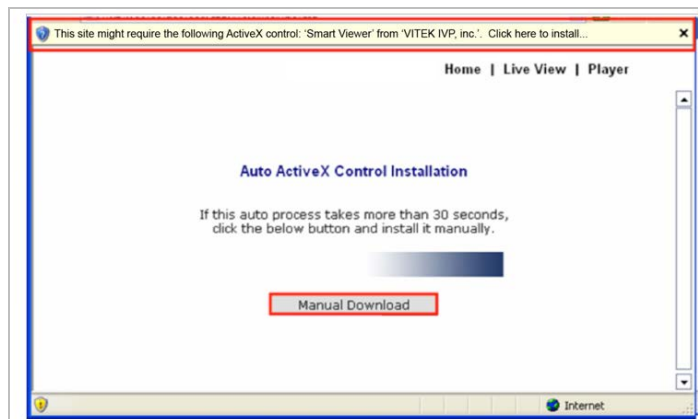 This site might require the following ActiveX control: ‘Smart Viewer’ from ‘VITEK IVP, inc.’. Click here to install...
Home | Live View | Player
Auto ActiveX Control Installation
If this auto process takes more than 30 seconds,
click the below button and install it manually.
Manual Download
Internet